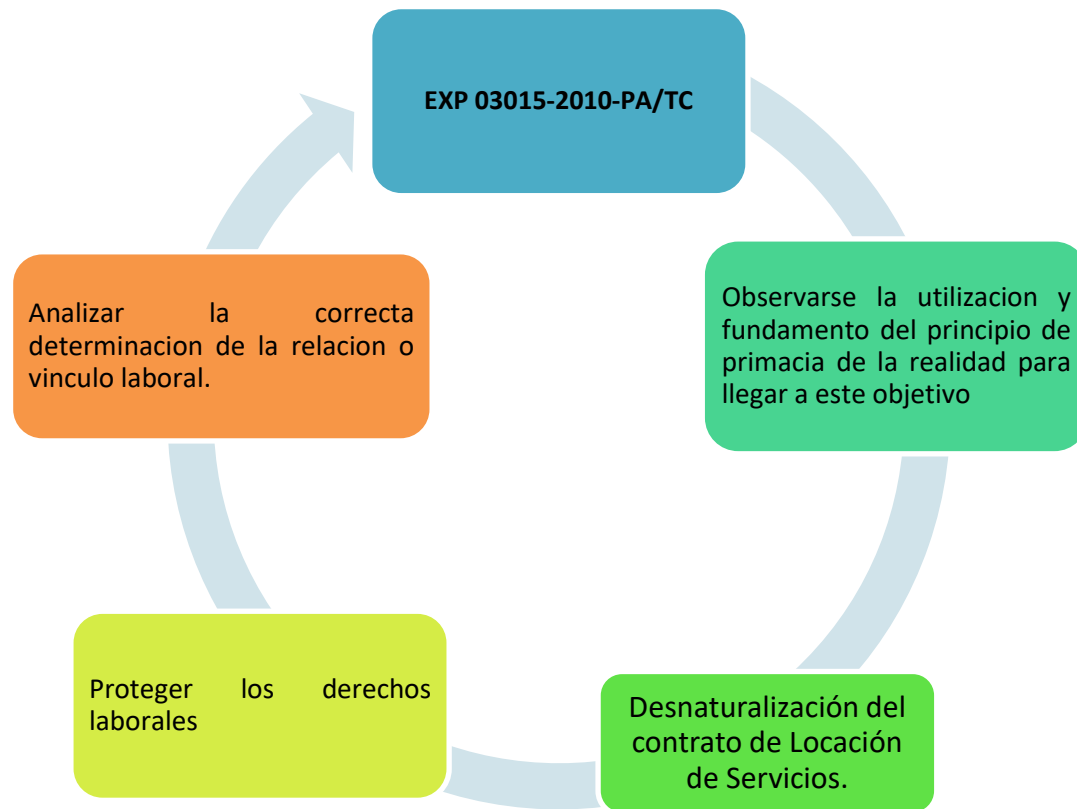 EXP 03015-2010-PA/TC
Observarse la utilizacion y
fundamento del principio de
primacia de la realidad para
llegar a este objetivo
Desnaturalización del
contrato de Locación
de Servicios.
Proteger los derechos
laborales
Analizar la correcta
determinacion de la relacion o
vinculo laboral.